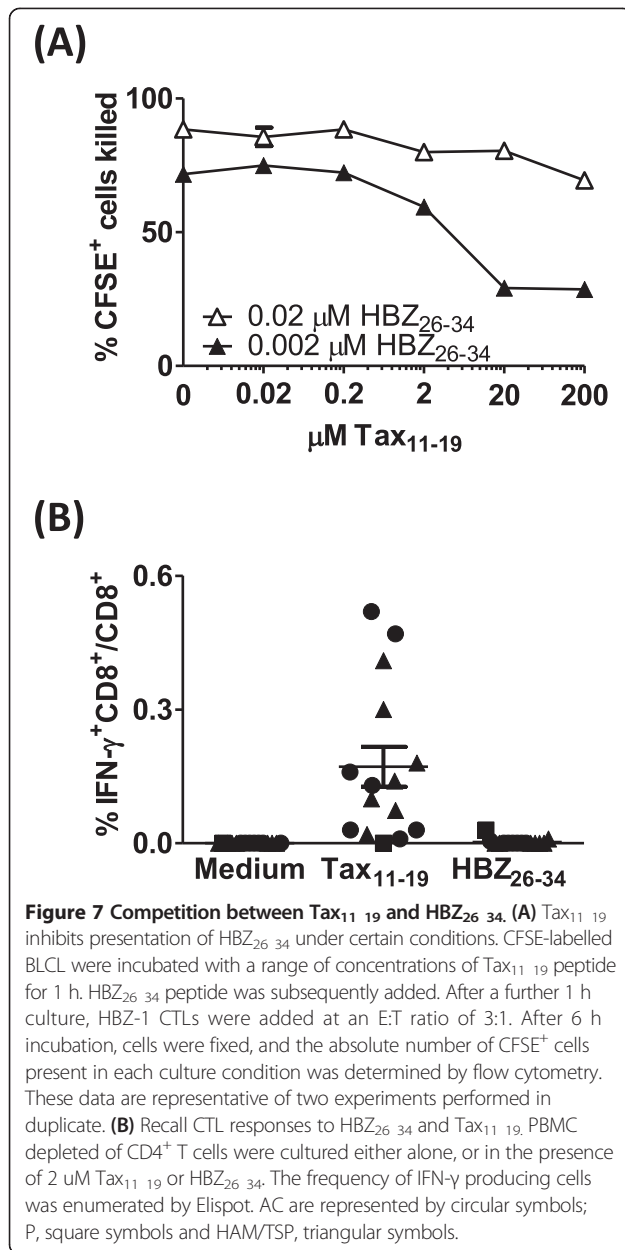 (A)
100
50
0
% CFSE+ cells killed
0.02 μM HBZ26-34
0.002 μM HBZ26-34
0 0.02 0.2 2 20 200
μM Tax11-19
(B)
0.6
0.3
0.0
% IFN-γ+CD8+/CD8+
Medium Tax11-19 HBZ26-34
Figure 7 Competition between Tax11 19 and HBZ26 34. (A) Tax11 19
inhibits presentation of HBZ26 34 under certain conditions. CFSE-labelled
BLCL were incubated with a range of concentrations of Tax11 19 peptide
for 1 h. HBZ26 34 peptide was subsequently added. After a further 1 h
culture, HBZ-1 CTLs were added at an E:T ratio of 3:1. After 6 h
incubation, cells were fixed, and the absolute number of CFSE+ cells
present in each culture condition was determined by flow cytometry.
These data are representative of two experiments performed in
duplicate. (B) Recall CTL responses to HBZ26 34 and Tax11 19. PBMC
depleted of CD4+ T cells were cultured either alone, or in the presence
of 2 uM Tax11 19 or HBZ26 34. The frequency of IFN-γ producing cells
was enumerated by Elispot. AC are represented by circular symbols;
P, square symbols and HAM/TSP, triangular symbols.